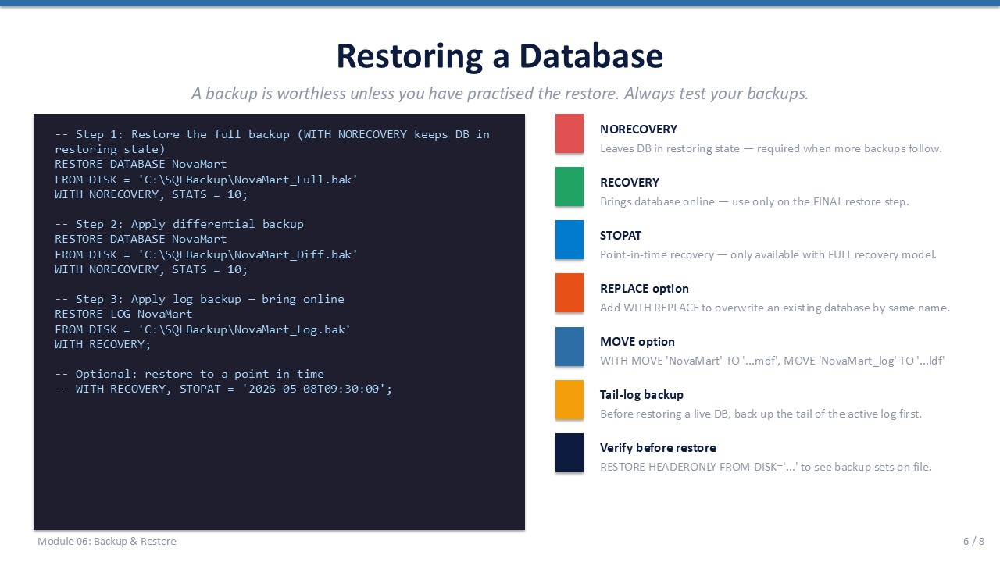 Restoring a Database
A backup is worthless unless you have practised the restore. Always test your backups.
-- Step 1: Restore the full backup (WITH NORECOVERY keeps DB in
restoring state)
RESTORE DATABASE NovaMart
FROM DISK = 'C:\SQLBackup\NovaMart_Full.bak'
WITH NORECOVERY, STATS = 10;
-- Step 2: Apply differential backup
RESTORE DATABASE NovaMart
FROM DISK = 'C:\SQLBackup\NovaMart_Diff.bak'
WITH NORECOVERY, STATS = 10;
-- Step 3: Apply log backup — bring online
RESTORE LOG NovaMart
FROM DISK = 'C:\SQLBackup\NovaMart_Log.bak'
WITH RECOVERY;
-- Optional: restore to a point in time
-- WITH RECOVERY, STOPAT = '2026-05-08T09:30:00';
NORECOVERY
Leaves DB in restoring state — required when more backups follow.
RECOVERY
Brings database online — use only on the FINAL restore step.
STOPAT
Point-in-time recovery — only available with FULL recovery model.
REPLACE option
Add WITH REPLACE to overwrite an existing database by same name.
MOVE option
WITH MOVE 'NovaMart' TO '...mdf', MOVE 'NovaMart_log' TO '...ldf'
Tail-log backup
Before restoring a live DB, back up the tail of the active log first.
Verify before restore
RESTORE HEADERONLY FROM DISK='...' to see backup sets on file.
Module 06: Backup & Restore
6 / 8